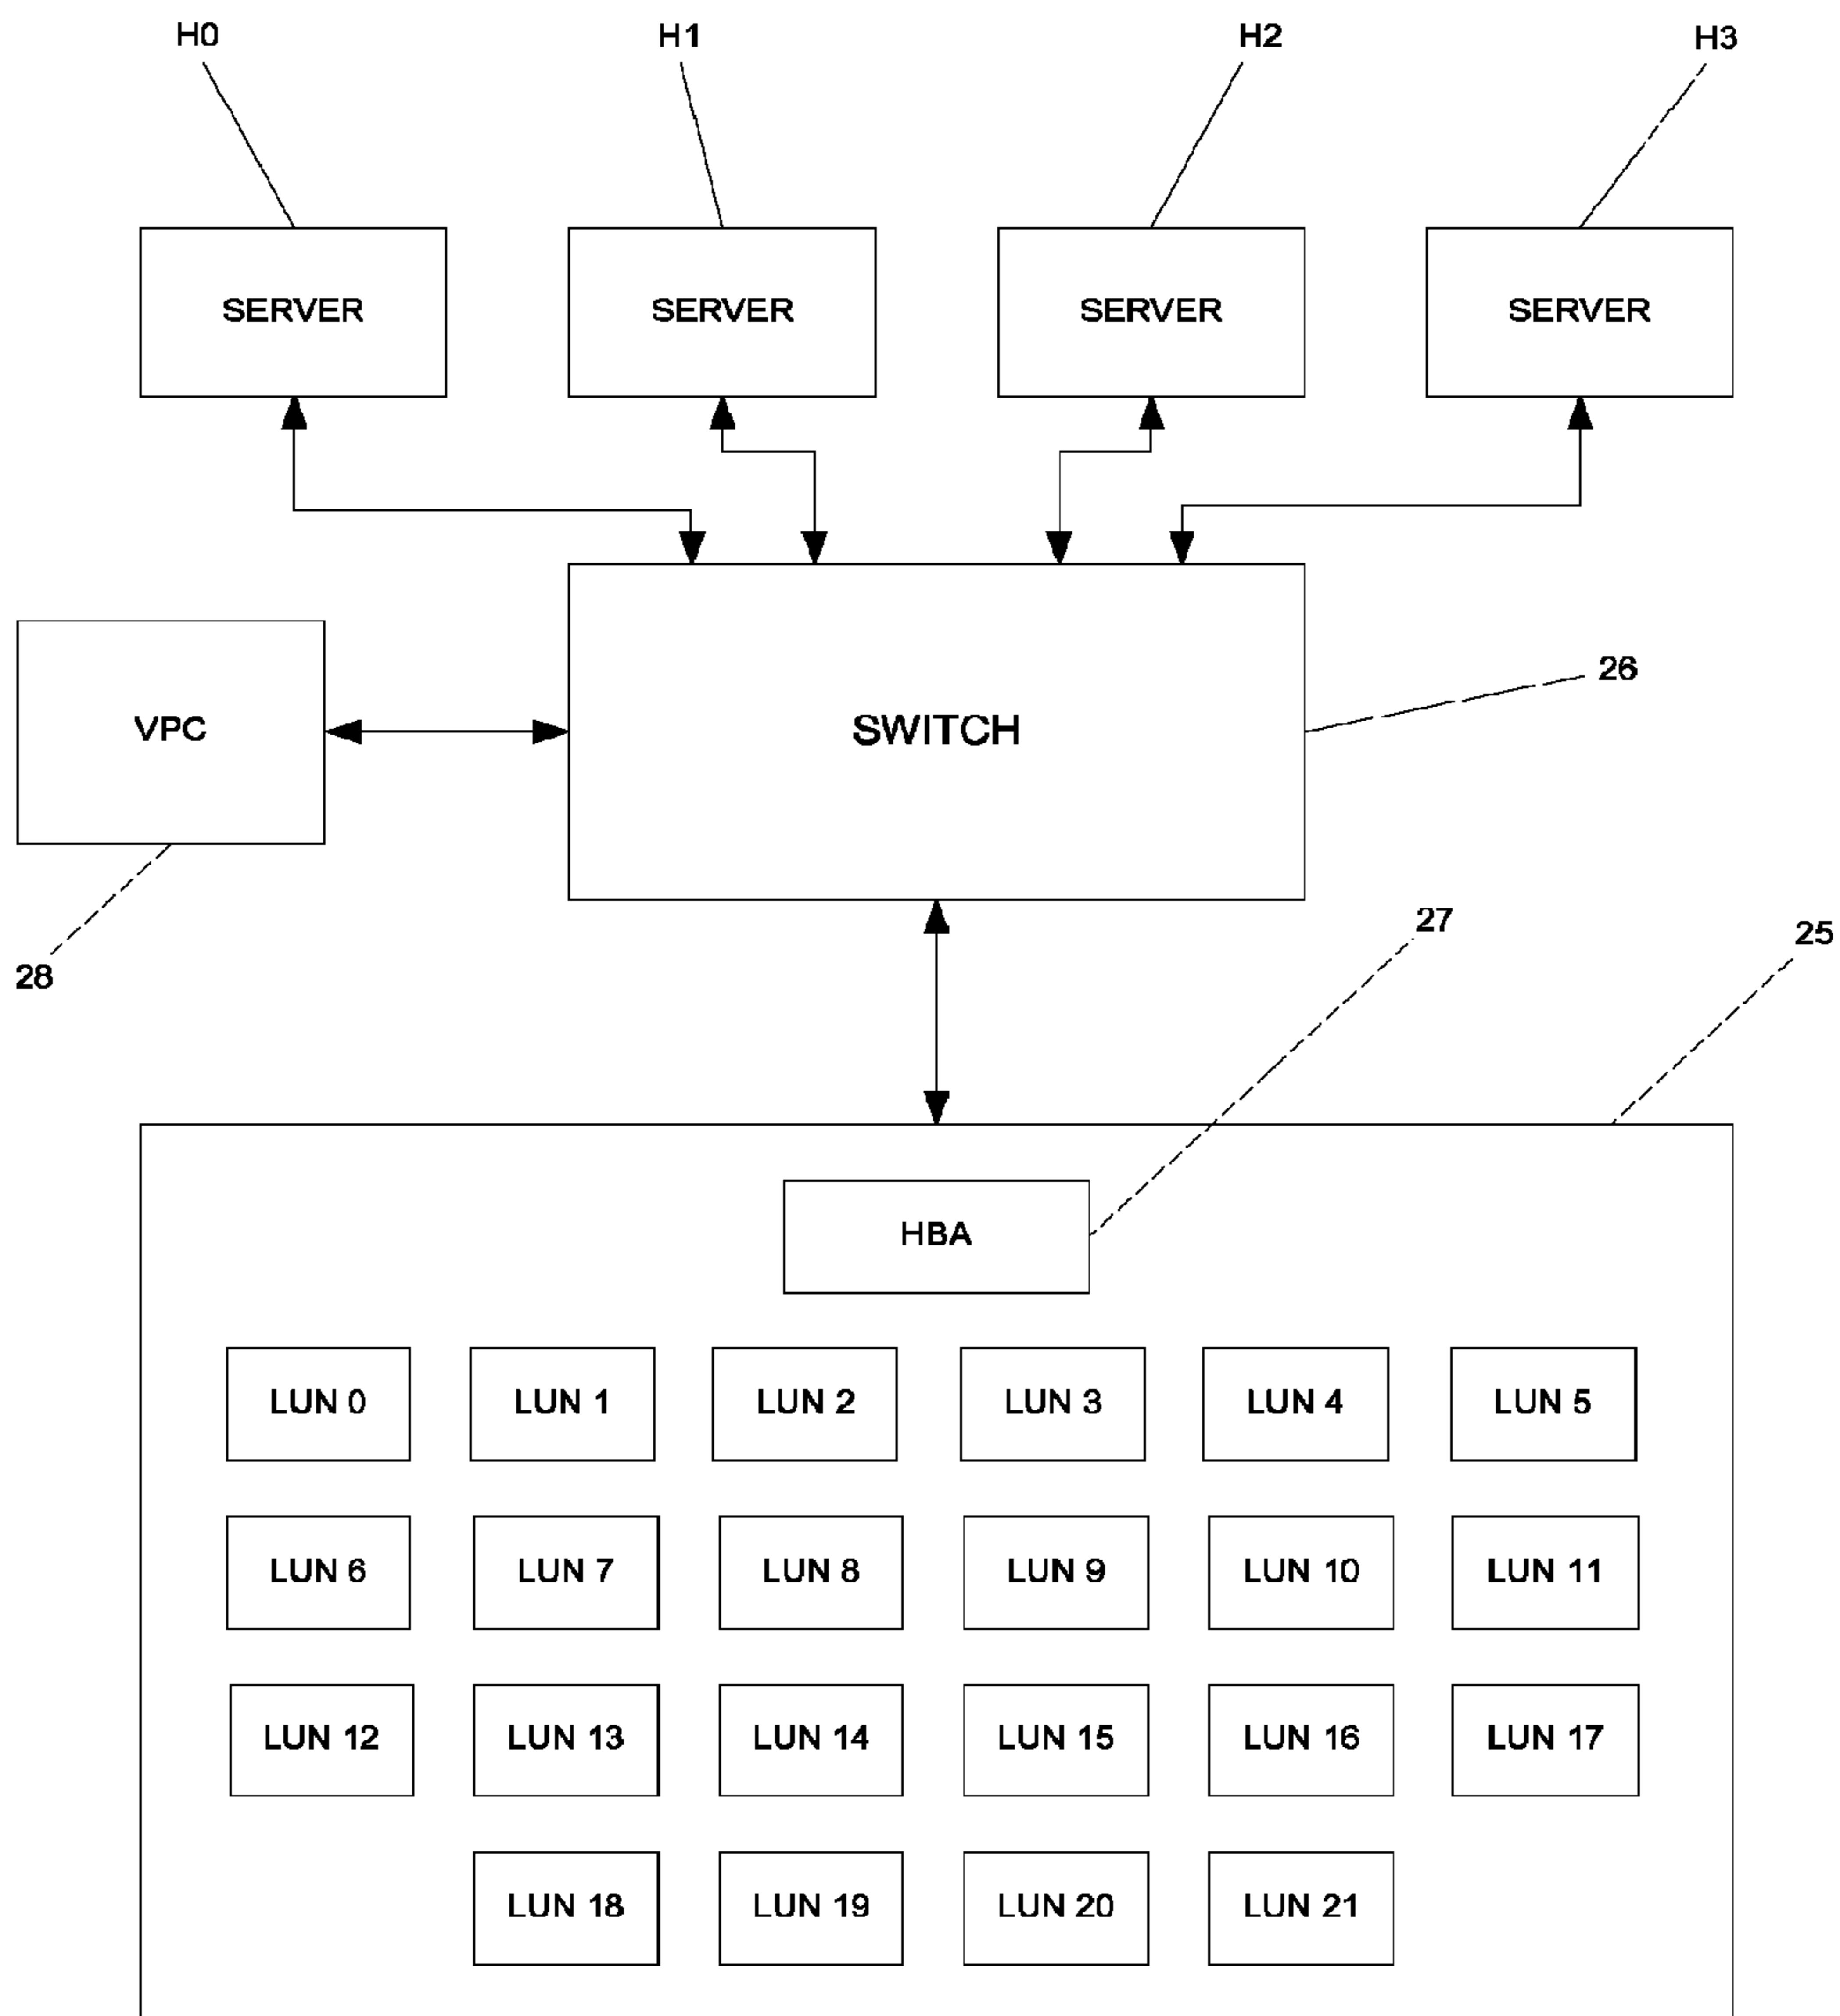 H0 H1 H2 H3
SERVER SERVER SERVER SERVER
26
VPC SWITCH
27
25
28
HBA
LUN 0 LUN 1 LUN 2 LUN 3 LUN 4 LUN 5
LUN 6 LUN 7 LUN 8 LUN 9 LUN 10 LUN 11
LUN 12 LUN 13 LUN 14 LUN 15 LUN 16 LUN 17
LUN 18 LUN 19 LUN 20 LUN 21